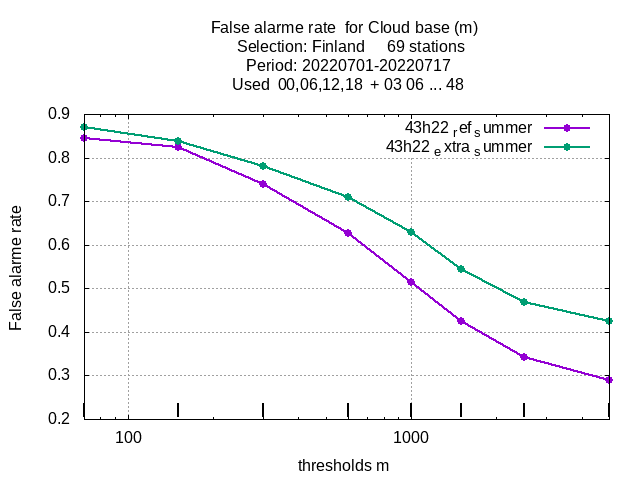 False alarme rate  for Cloud base (m)
Selection: Finland     69 stations
Period: 20220701-20220717
Used  00,06,12,18  + 03 06 ... 48
0.9
43h22 ref summer
43h22 extra summer
0.8
0.7
0.6
0.5
0.4
0.3
0.2
False alarme rate
100
1000
thresholds m